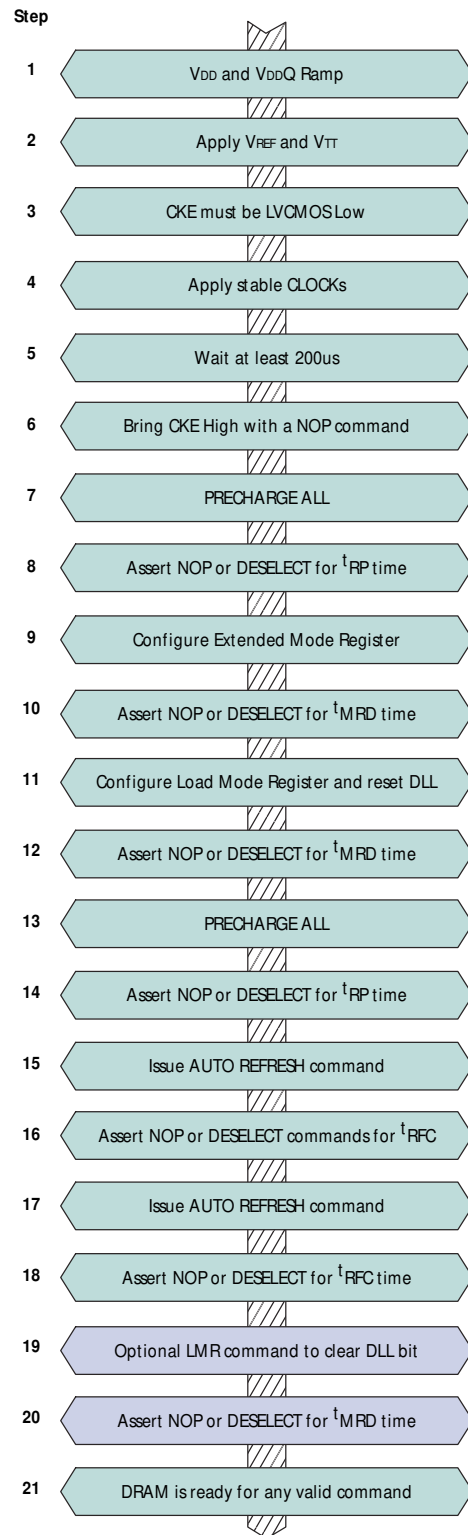 Step
1 VDD and VDDQ Ramp
2 Apply VREF and VTT
3 CKE must be LVCMOS Low
4 Apply stable CLOCKs
5 Wait at least 200us
6 Bring CKE High with a NOP command
7 PRECHARGE ALL
8 Assert NOP or DESELECT for tRP time
9 Configure Extended Mode Register
10 Assert NOP or DESELECT for tMRD time
11 Configure Load Mode Register and reset DLL
12 Assert NOP or DESELECT for tMRD time
13 PRECHARGE ALL
14 Assert NOP or DESELECT for tRP time
15 Issue AUTO REFRESH command
16 Assert NOP or DESELECT commands for tRFC
17 Issue AUTO REFRESH command
18 Assert NOP or DESELECT for tRFC time
19 Optional LMR command to clear DLL bit
20 Assert NOP or DESELECT for tMRD time
21 DRAM is ready for any valid command